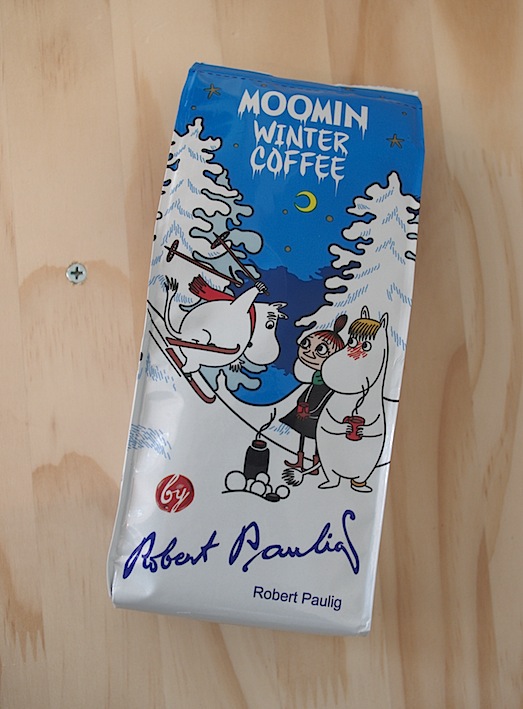 MOOMIN
WINTER
COFFEE
by
Robert Paulig
Robert Paulig